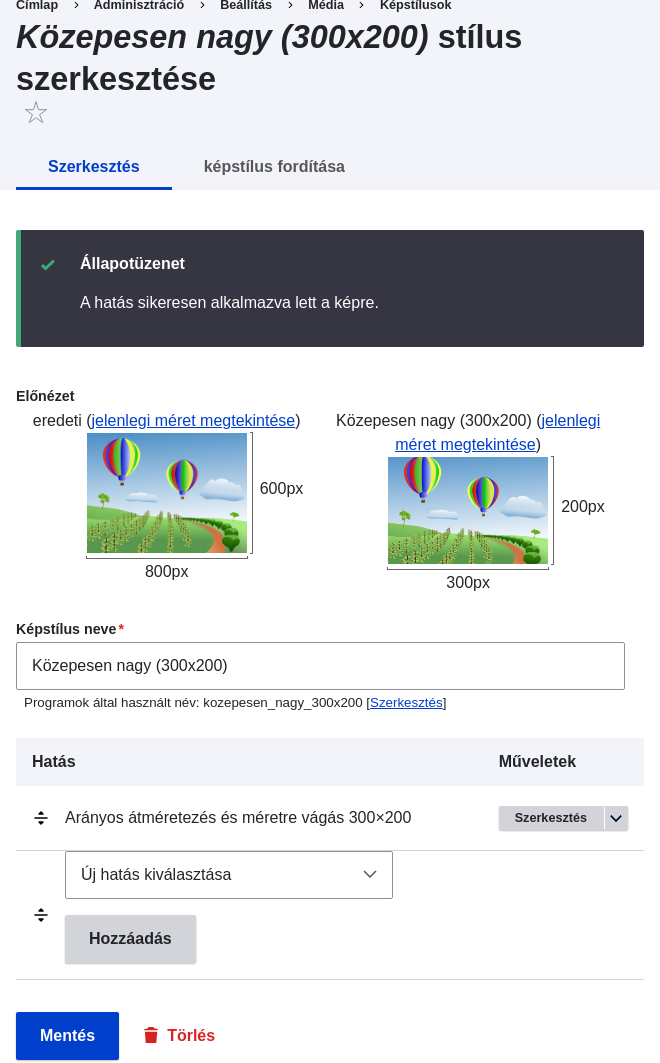 Címlap > Adminisztráció > Beállítás > Média > Képstílusok
Közepesen nagy (300x200) stílus
szerkesztése
Szerkesztés képstílus fordítása
Állapotüzenet
A hatás sikeresen alkalmazva lett a képre.
Előnézet
eredeti (jelenlegi méret megtekintése)
600px
800px
Közepesen nagy (300x200) (jelenlegi
méret megtekintése)
200px
300px
Képstílus neve*
Közepesen nagy (300x200)
Programok által használt név: kozepesen_nagy_300x200 [Szerkesztés]
Hatás Műveletek
Arányos átméretezés és méretre vágás 300×200 Szerkesztés
Új hatás kiválasztása
Hozzáadás
Mentés Törlés